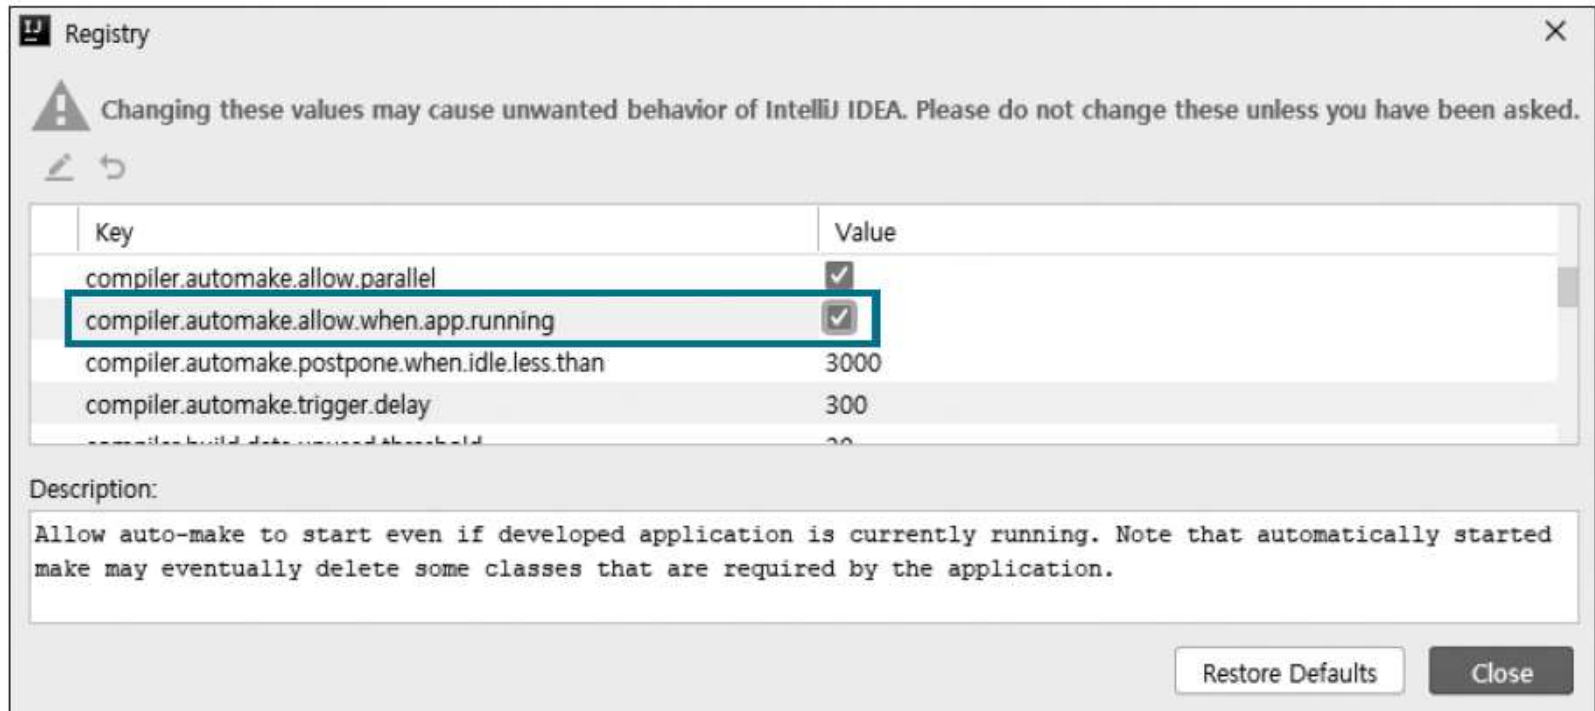 IJ Registry
Changing these values may cause unwanted behavior of IntelliJ IDEA. Please do not change these unless you have been asked.
Key Value
compiler.automake.allow.parallel
compiler.automake.allow.when.app.running
compiler.automake.postpone.when.idle.less.than 3000
compiler.automake.trigger.delay 300
Description:
Allow auto-make to start even if developed application is currently running. Note that automatically started
make may eventually delete some classes that are required by the application.
Restore Defaults Close